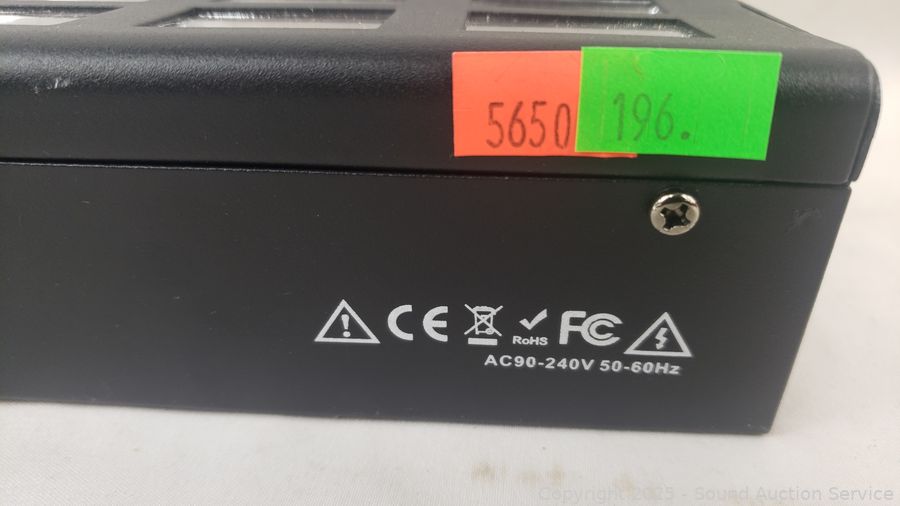 5650 196.
CE RoHS FC
AC90-240V 50-60Hz
Copyright 2025 - Sound Auction Service